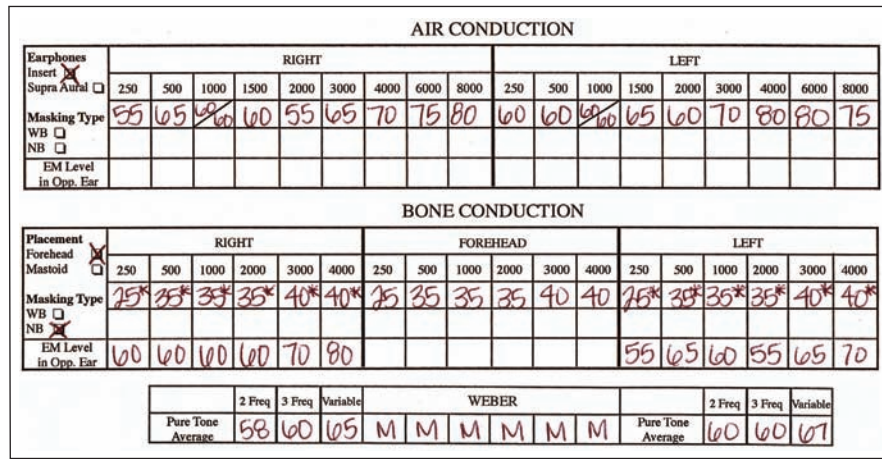 AIR CONDUCTION
Earphones RIGHT LEFT
Insert ☒
Supra Aural ☐ 250 500 1000 1500 2000 3000 4000 6000 8000 250 500 1000 1500 2000 3000 4000 6000 8000
Masking Type 55 65 60/60 60 55 65 70 75 80 60 60 60/60 65 60 70 80 80 75
WB ☐
NB ☐
EM Level
in Opp. Ear
BONE CONDUCTION
Placement RIGHT FOREHEAD LEFT
Forehead ☒
Mastoid ☐ 250 500 1000 2000 3000 4000 250 500 1000 2000 3000 4000 250 500 1000 2000 3000 4000
Masking Type 25* 35* 35* 35* 40* 40* 25 35 35 35 40 40 25* 35* 35* 35* 40* 40*
WB ☐
NB ☒
EM Level
in Opp. Ear 60 60 60 60 70 80 55 65 60 55 65 70
2 Freq 3 Freq Variable WEBER 2 Freq 3 Freq Variable
Pure Tone
Average 58 60 65 M M M M M M Pure Tone
Average 60 60 67